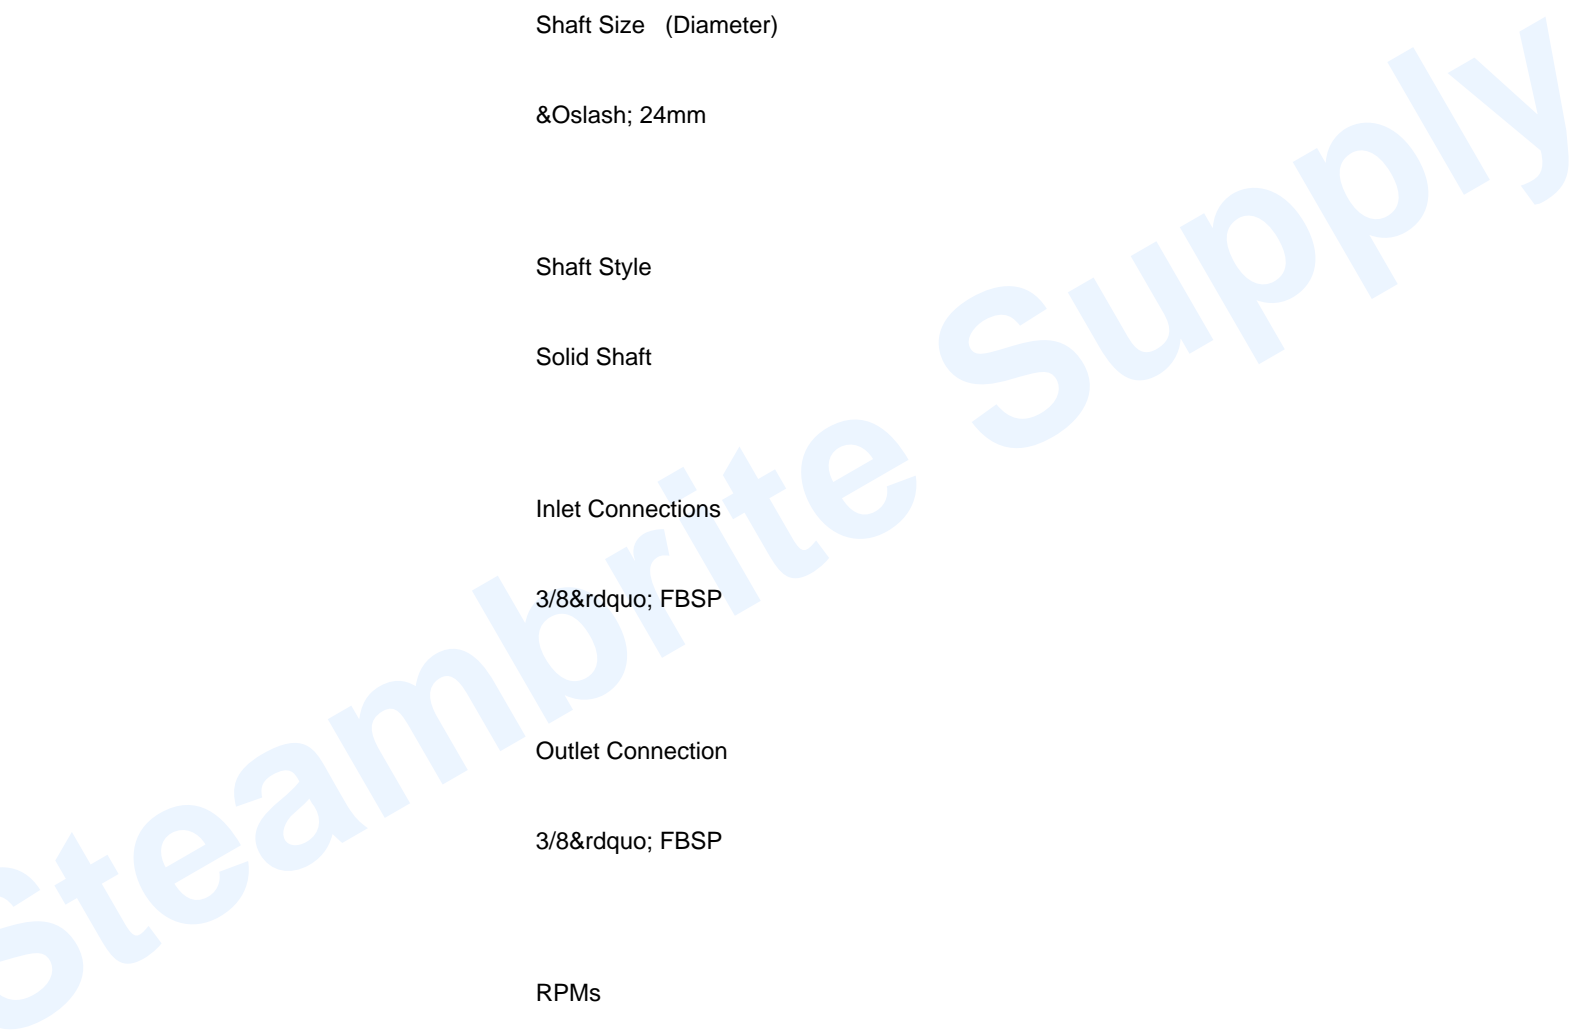 Shaft Size (Diameter)
&Oslash; 24mm
Shaft Style
Solid Shaft
Inlet Connections
3/8&rdquo; FBSP
Outlet Connection
3/8&rdquo; FBSP
RPMs
Steambrite Supply